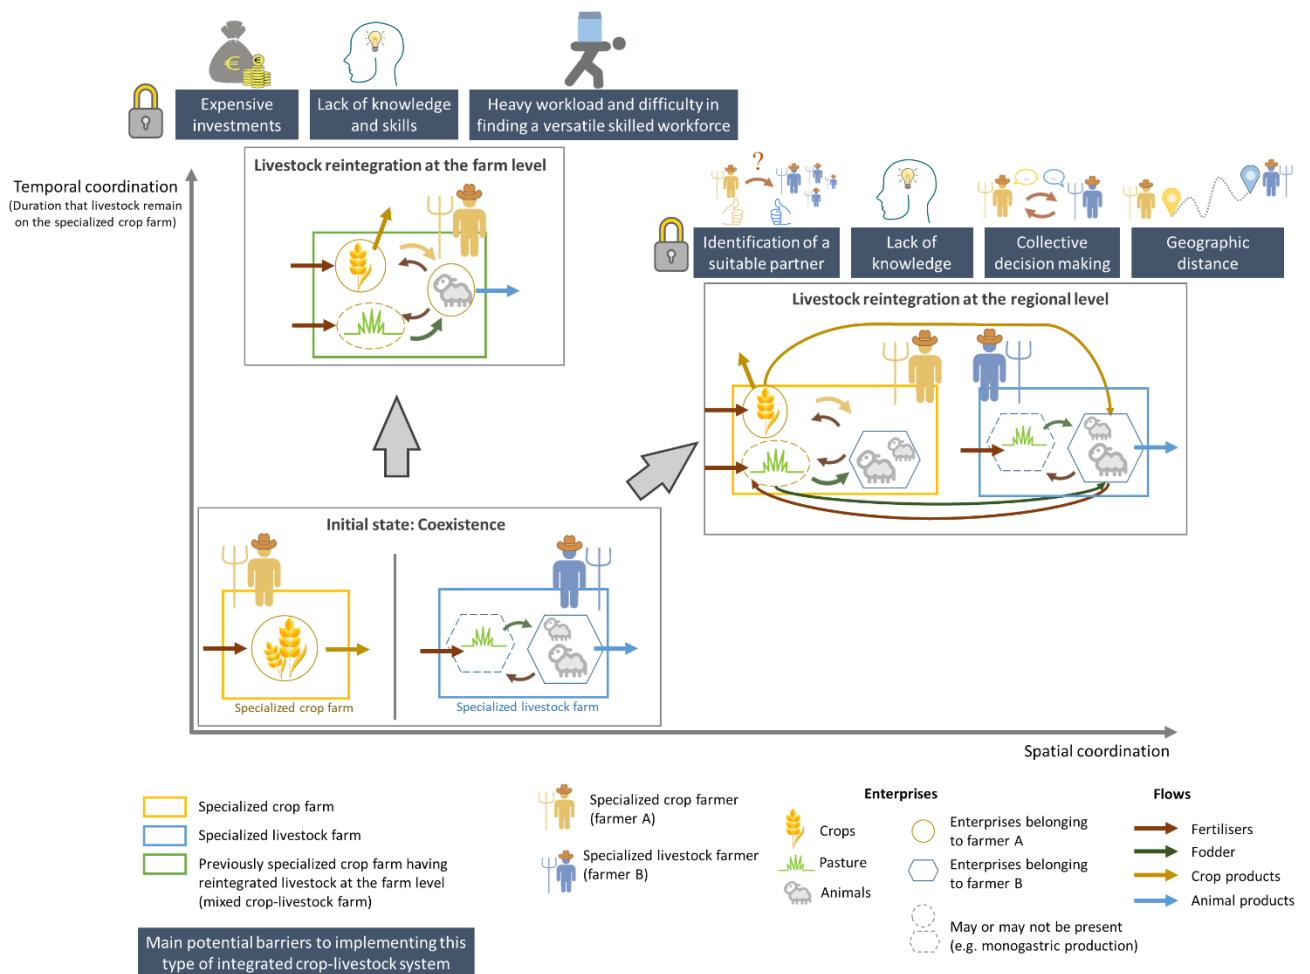 Expensive
investments
Lack of knowledge
and skills
Heavy workload and difficulty in
finding a versatile skilled workforce
Livestock reintegration at the farm level
Temporal coordination
(Duration that livestock remain
on the specialized crop farm)
?
Identification of a
suitable partner
Lack of
knowledge
Collective
decision making
Geographic
distance
Livestock reintegration at the regional level
Initial state: Coexistence
Specialized crop farm
Specialized livestock farm
Spatial coordination
Specialized crop farm
Specialized livestock farm
Previously specialized crop farm having
reintegrated livestock at the farm level
(mixed crop-livestock farm)
Main potential barriers to implementing this
type of integrated crop-livestock system
Specialized crop farmer
(farmer A)
Specialized livestock farmer
(farmer B)
Enterprises
Crops
Pasture
Animals
Enterprises belonging
to farmer A
Enterprises belonging
to farmer B
May or may not be present
(e.g. monogastric production)
Flows
Fertilisers
Fodder
Crop products
Animal products